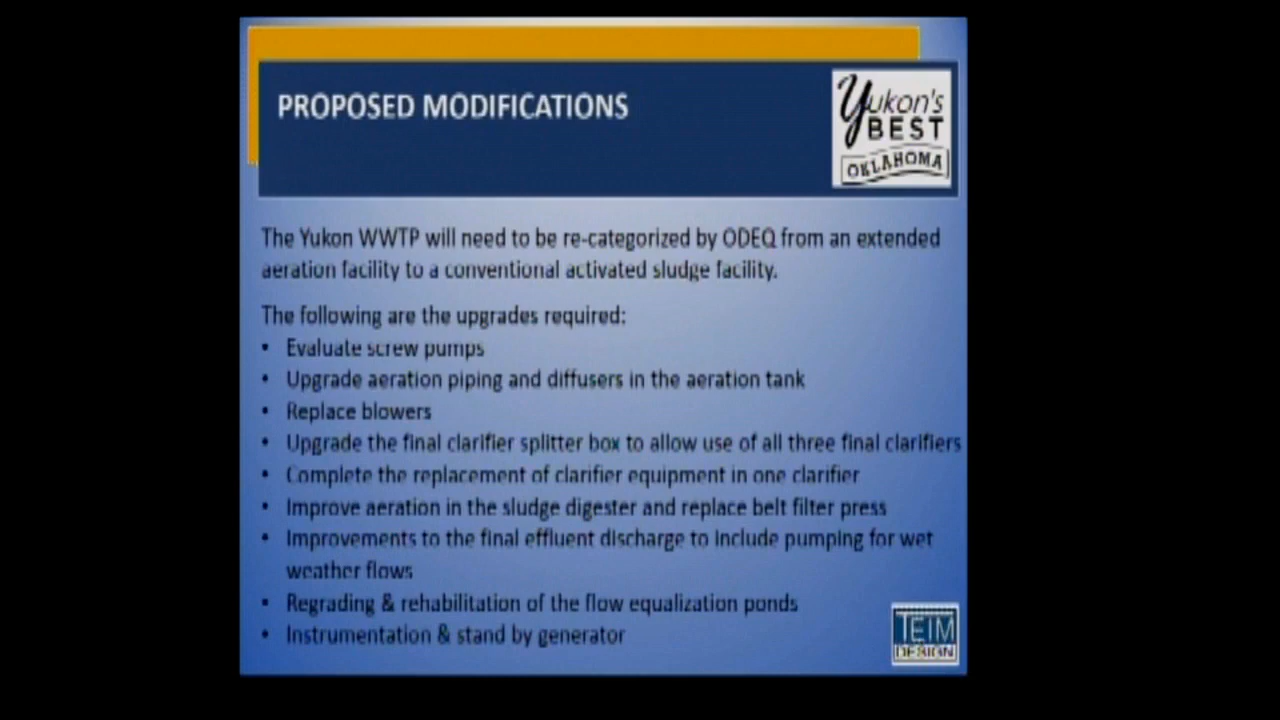 PROPOSED MODIFICATIONS
Yukon's
BEST
OKLAHOMA
The Yukon WWTP will need to be re-categorized by ODEQ from an extended
aeration facility to a conventional activated sludge facility.
The following are the upgrades required:
• Evaluate screw pumps
• Upgrade aeration piping and diffusers in the aeration tank
• Replace blowers
• Upgrade the final clarifier splitter box to allow use of all three final clarifiers
• Complete the replacement of clarifier equipment in one clarifier
• Improve aeration in the sludge digester and replace belt filter press
• Improvements to the final effluent discharge to include pumping for wet
weather flows
• Regrading & rehabilitation of the flow equalization ponds
• Instrumentation & stand by generator
TEIM
DESIGN